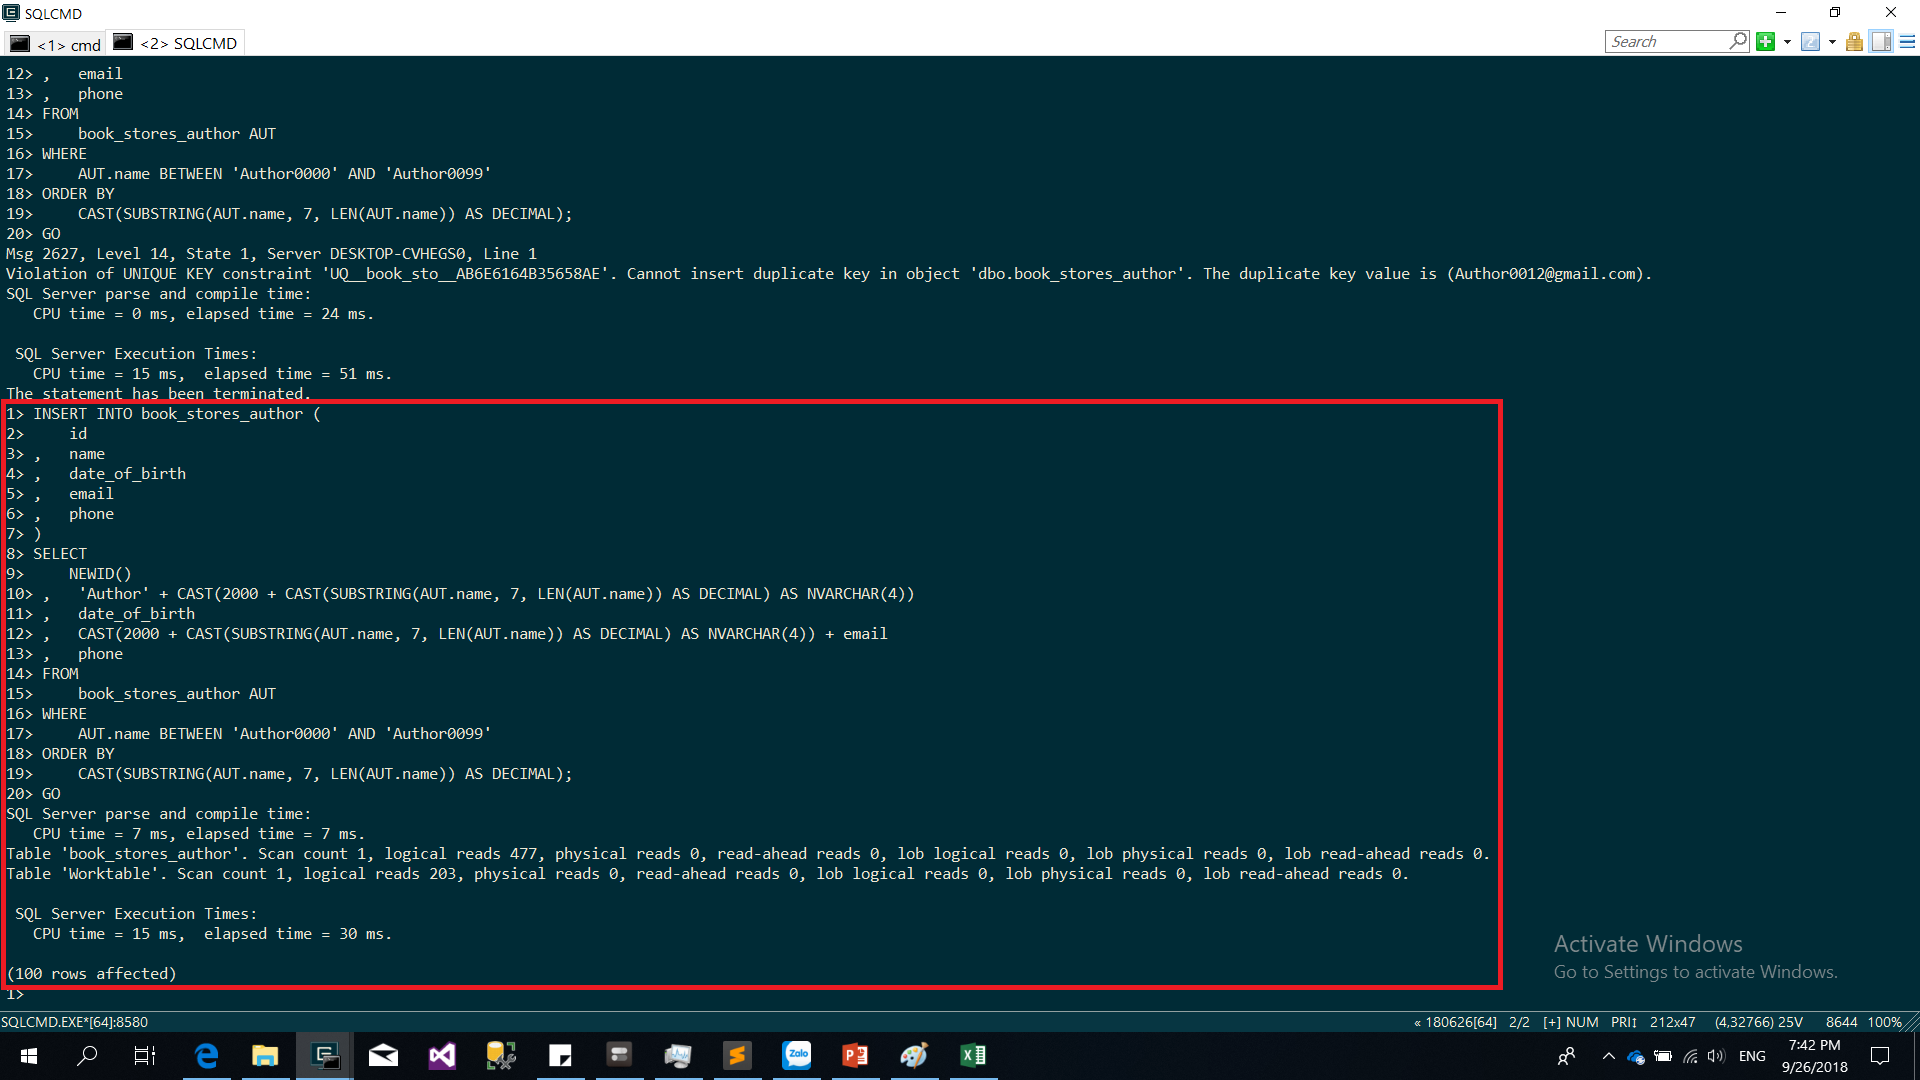 SQLCMD
<1> cmd
<2> SQLCMD
Search
12> ,   email
13> ,   phone
14> FROM
15>     book_stores_author AUT
16> WHERE
17>     AUT.name BETWEEN 'Author0000' AND 'Author0099'
18> ORDER BY
19>     CAST(SUBSTRING(AUT.name, 7, LEN(AUT.name)) AS DECIMAL);
20> GO
Msg 2627, Level 14, State 1, Server DESKTOP-CVHEGS0, Line 1
Violation of UNIQUE KEY constraint 'UQ__book_sto__AB6E6164B35658AE'. Cannot insert duplicate key in object 'dbo.book_stores_author'. The duplicate key value is (Author0012@gmail.com).
SQL Server parse and compile time:
   CPU time = 0 ms, elapsed time = 24 ms.
 SQL Server Execution Times:
   CPU time = 15 ms,  elapsed time = 51 ms.
The statement has been terminated.
1> INSERT INTO book_stores_author (
2>     id
3> ,   name
4> ,   date_of_birth
5> ,   email
6> ,   phone
7> )
8> SELECT
9>     NEWID()
10> ,   'Author' + CAST(2000 + CAST(SUBSTRING(AUT.name, 7, LEN(AUT.name)) AS DECIMAL) AS NVARCHAR(4))
11> ,   date_of_birth
12> ,   CAST(2000 + CAST(SUBSTRING(AUT.name, 7, LEN(AUT.name)) AS DECIMAL) AS NVARCHAR(4)) + email
13> ,   phone
14> FROM
15>     book_stores_author AUT
16> WHERE
17>     AUT.name BETWEEN 'Author0000' AND 'Author0099'
18> ORDER BY
19>     CAST(SUBSTRING(AUT.name, 7, LEN(AUT.name)) AS DECIMAL);
20> GO
SQL Server parse and compile time:
   CPU time = 7 ms, elapsed time = 7 ms.
Table 'book_stores_author'. Scan count 1, logical reads 477, physical reads 0, read-ahead reads 0, lob logical reads 0, lob physical reads 0, lob read-ahead reads 0.
Table 'Worktable'. Scan count 1, logical reads 203, physical reads 0, read-ahead reads 0, lob logical reads 0, lob physical reads 0, lob read-ahead reads 0.
 SQL Server Execution Times:
   CPU time = 15 ms,  elapsed time = 30 ms.
(100 rows affected)
1>
Activate Windows
Go to Settings to activate Windows.
SQLCMD.EXE*[64]:8580
« 180626[64]  2/2  [+] NUM  PRI↕  212x47  (4,32766) 25V  8644  100%
Zalo
ENG
7:42 PM
9/26/2018